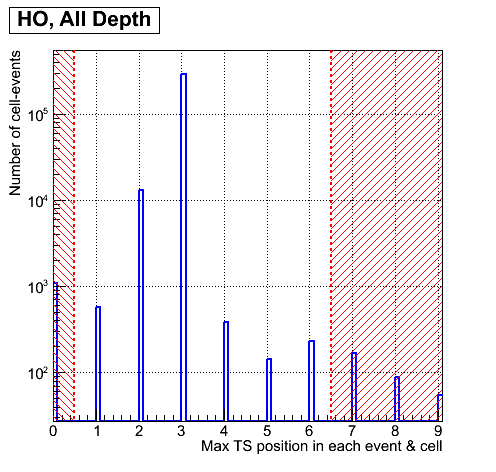 HO, All Depth
Number of cell-events
10^5
10^4
10^3
10^2
0 1 2 3 4 5 6 7 8 9
Max TS position in each event & cell